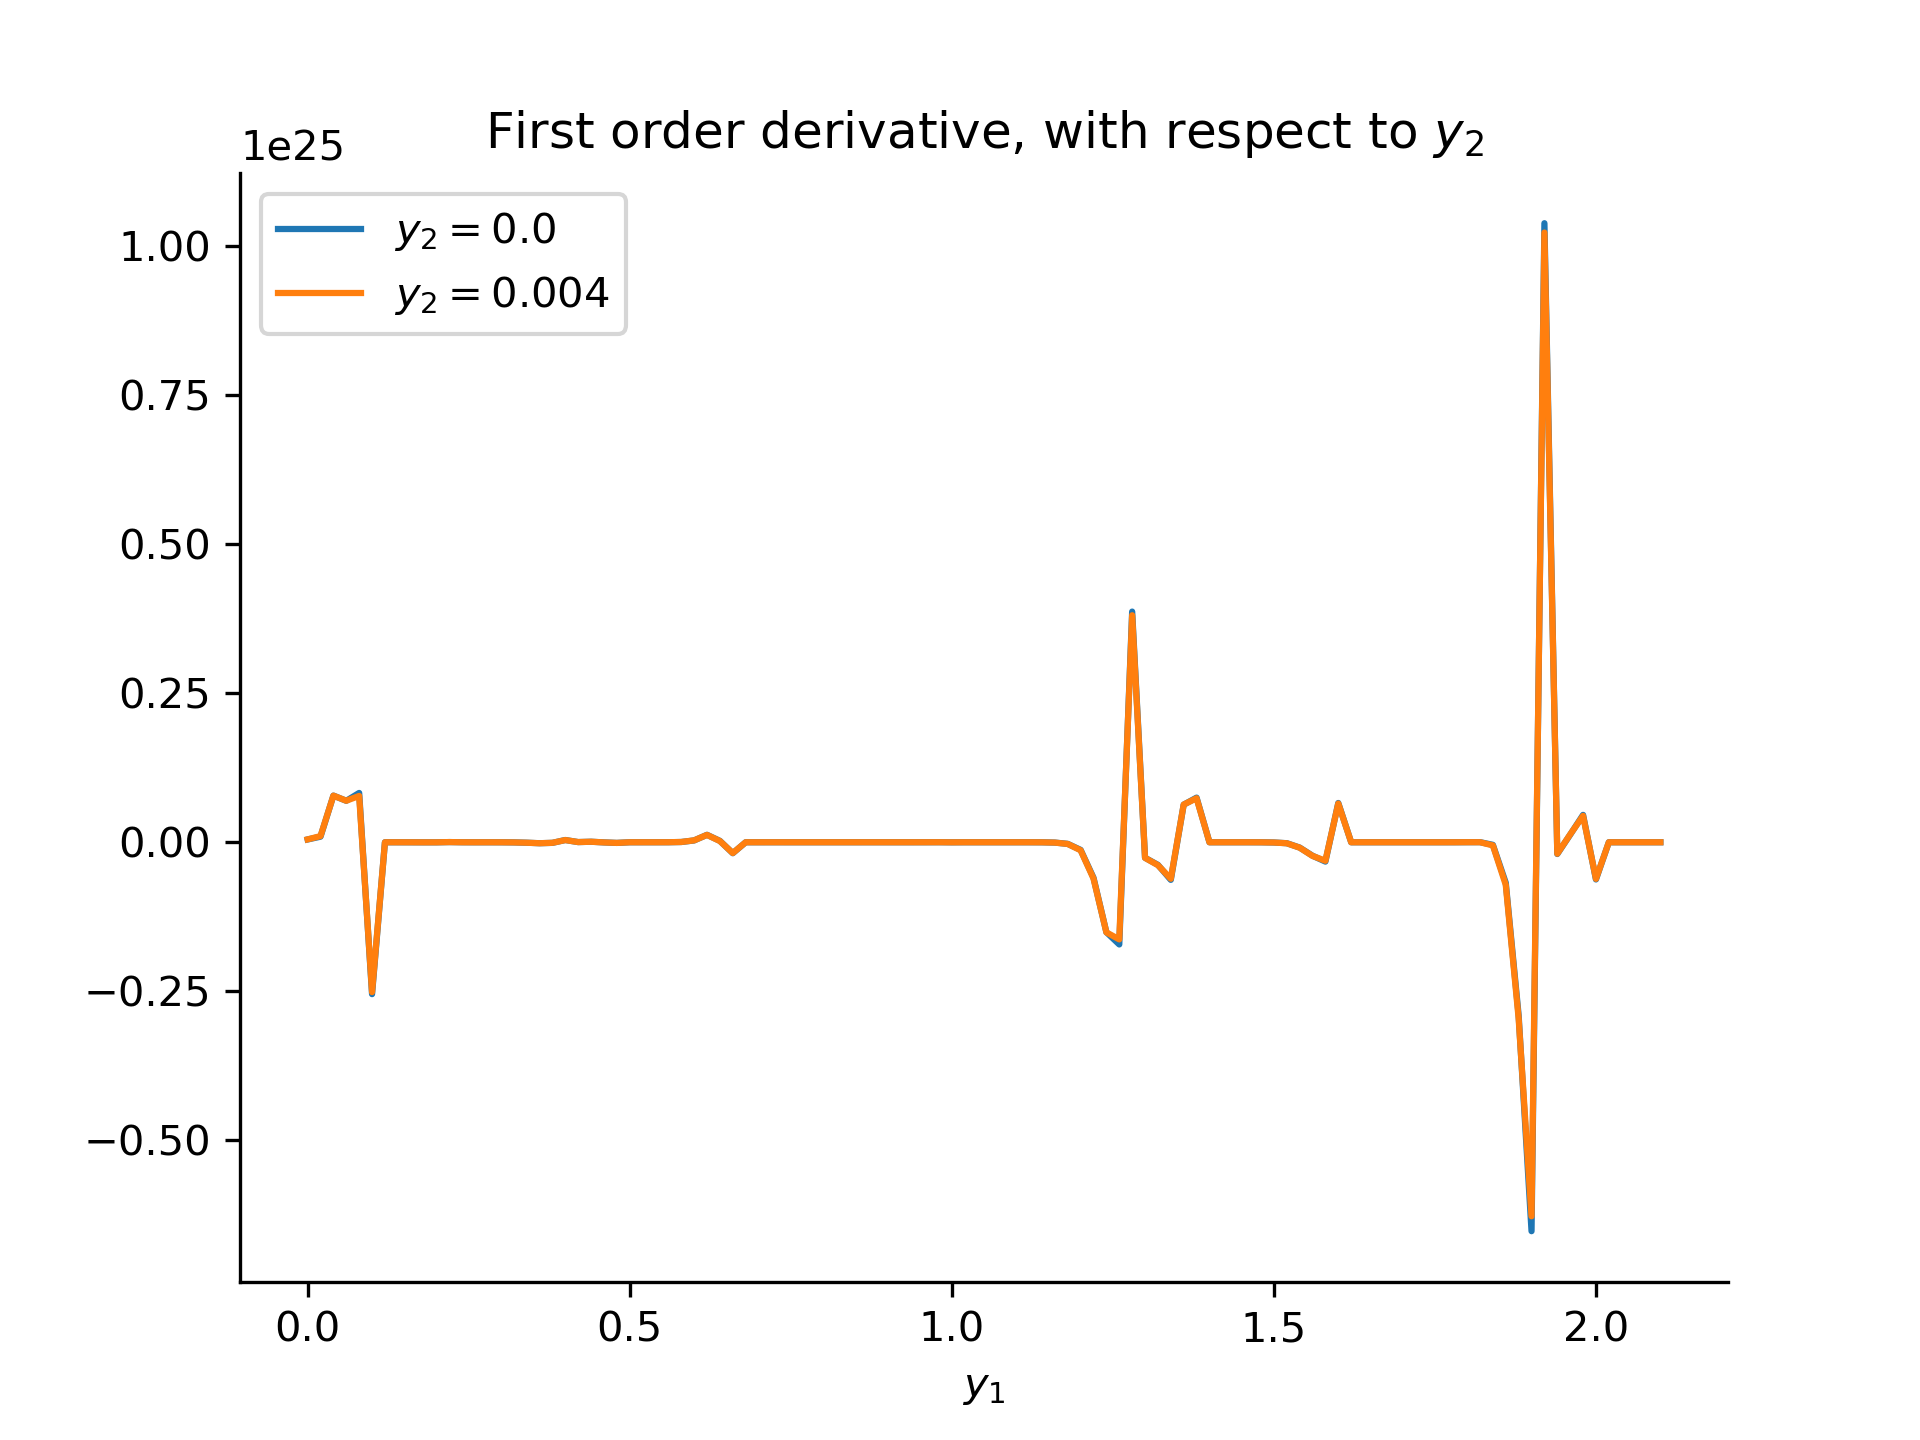 First order derivative, with respect to y₂
1e25
y₂ = 0.0
y₂ = 0.004
1.00
0.75
0.50
0.25
0.00
−0.25
−0.50
0.0 0.5 1.0 1.5 2.0
y₁